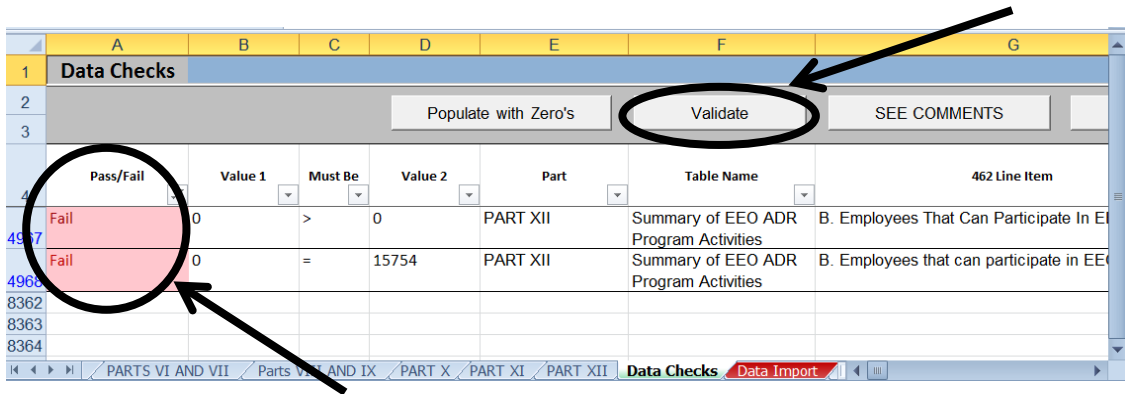 A B C D E F G
1 Data Checks
2 Populate with Zero's Validate SEE COMMENTS
3
4 Pass/Fail Value 1 Must Be Value 2 Part Table Name 462 Line Item
Fail 0 > 0 PART XII Summary of EEO ADR B. Employees That Can Participate In
4967 Program Activities
Fail 0 = 15754 PART XII Summary of EEO ADR B. Employees that can participate in
4968 Program Activities
8362
8363
8364
PARTS VI AND VII Parts VIII AND IX PART X PART XI PART XII Data Checks Data Import